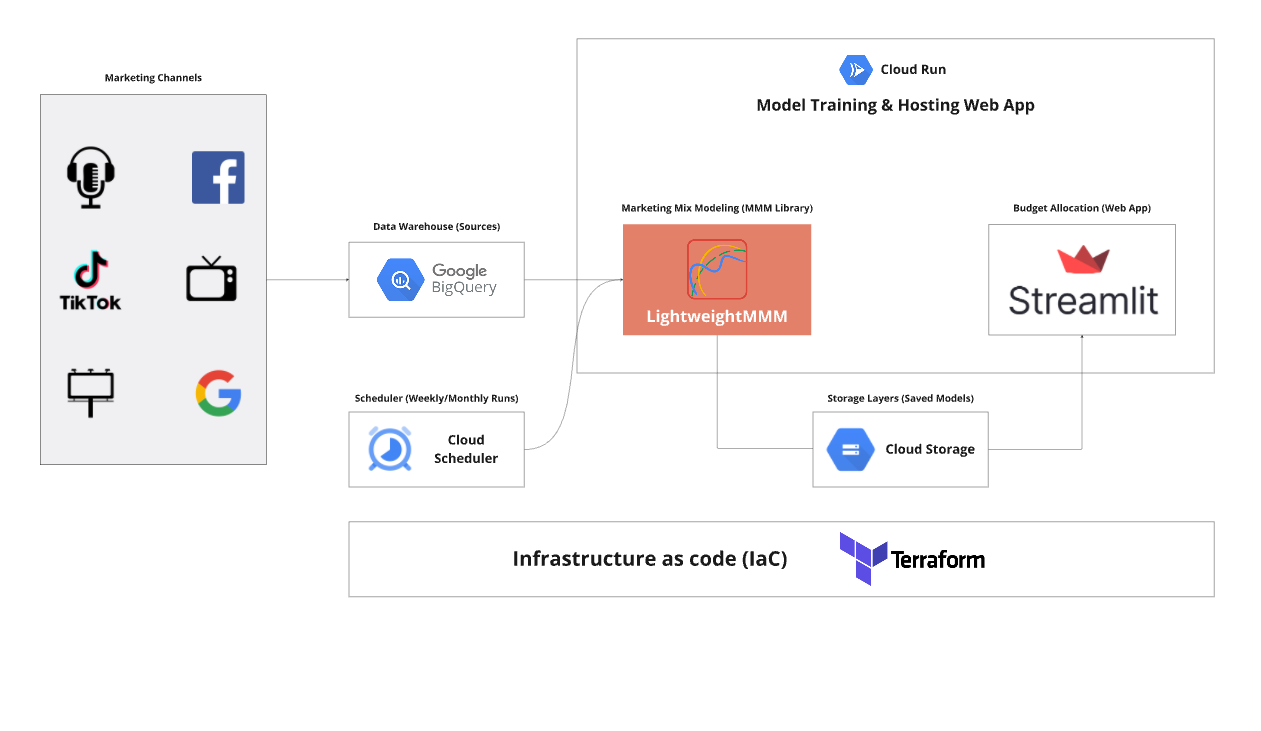 Marketing Channels
TikTok
Data Warehouse (Sources)
Google
BigQuery
Scheduler (Weekly/Monthly Runs)
Cloud
Scheduler
Cloud Run
Model Training & Hosting Web App
Marketing Mix Modeling (MMM Library)
LightweightMMM
Budget Allocation (Web App)
Streamlit
Storage Layers (Saved Models)
Cloud Storage
Infrastructure as code (IaC)
Terraform